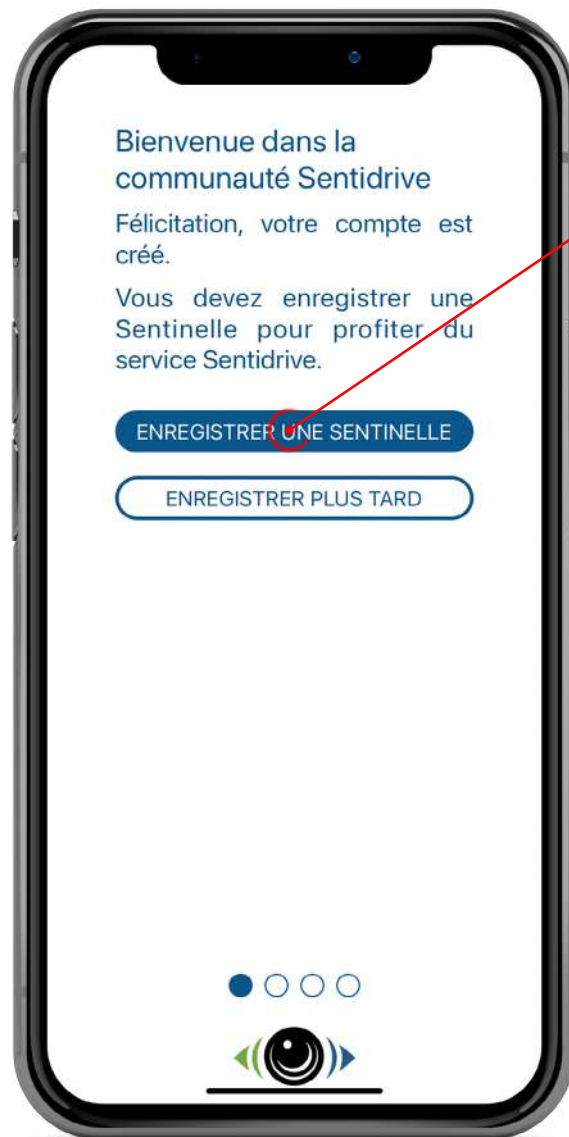 Bienvenue dans la
communauté Sentidrive
Félicitation, votre compte est
créé.
Vous devez enregistrer une
Sentinelle pour profiter du
service Sentidrive.
ENREGISTRER UNE SENTINELLE
ENREGISTRER PLUS TARD